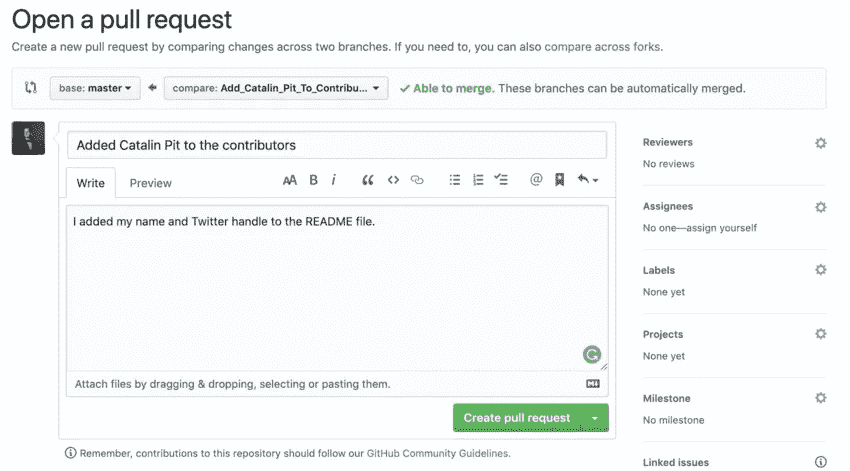 Open a pull request
Create a new pull request by comparing changes across two branches. If you need to, you can also compare across forks.
base: master compare: Add_Catalin_Pit_To_Contribu... Able to merge. These branches can be automatically merged.
Added Catalin Pit to the contributors
Write Preview AA B i @
I added my name and Twitter handle to the README file.
Attach files by dragging & dropping, selecting or pasting them.
Create pull request
Remember, contributions to this repository should follow our GitHub Community Guidelines.
Reviewers
No reviews
Assignees
No one—assign yourself
Labels
None yet
Projects
None yet
Milestone
No milestone
Linked issues